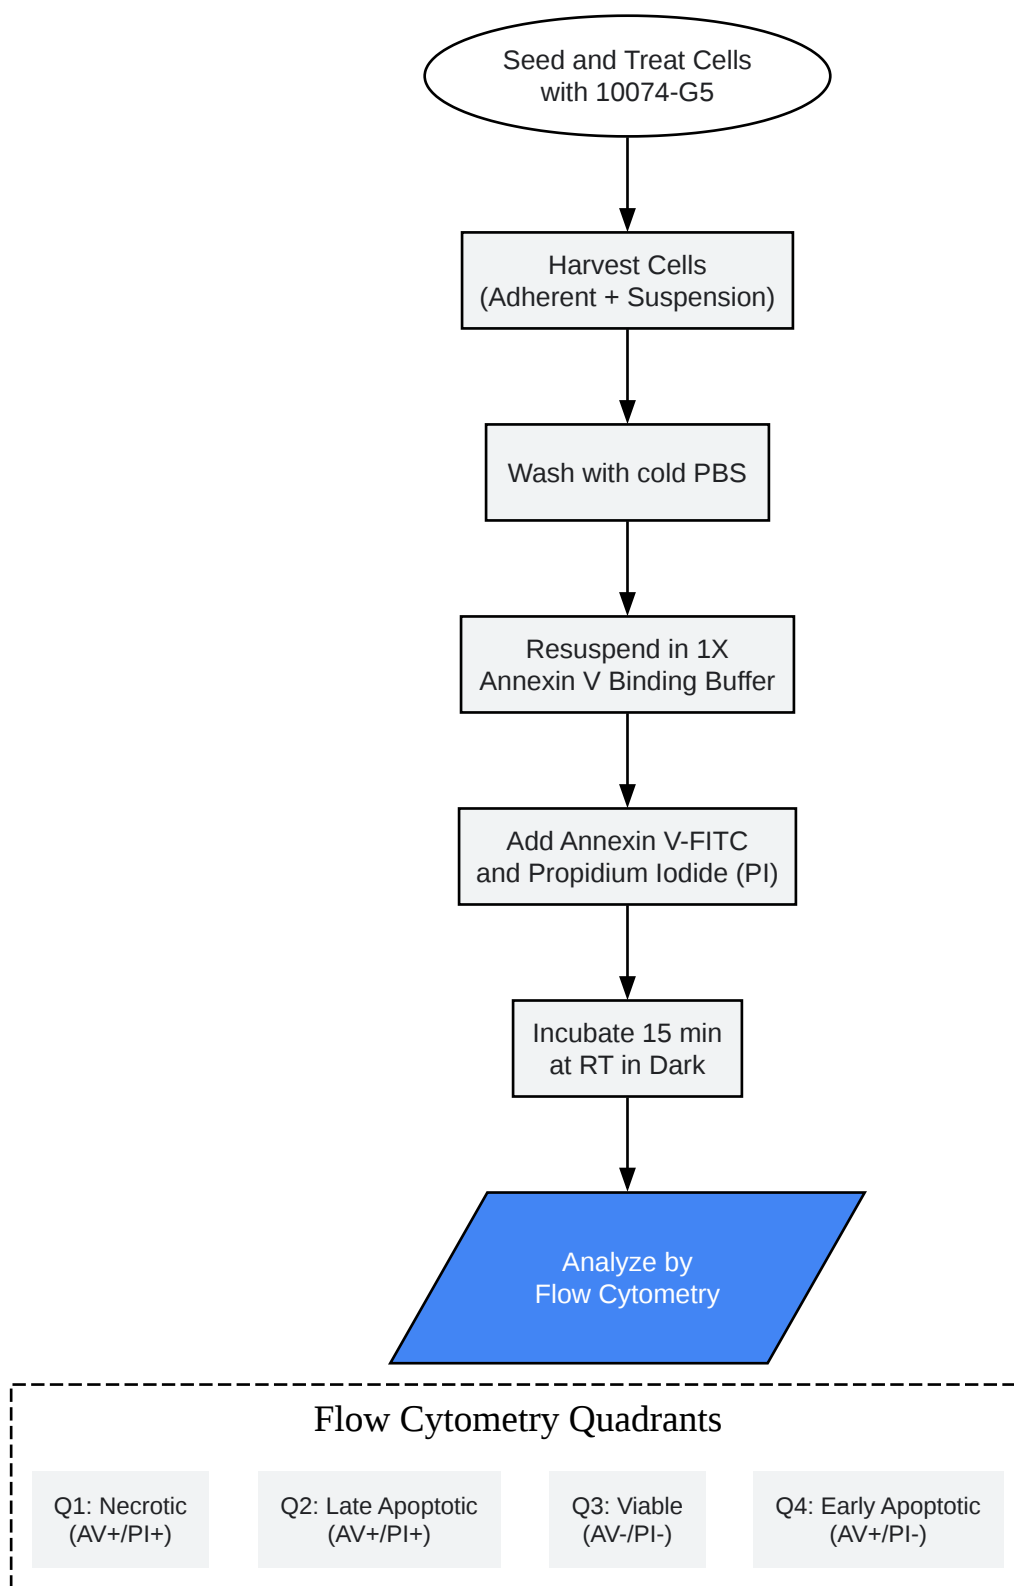 Seed and Treat Cells
with 10074-G5
Harvest Cells
(Adherent + Suspension)
Wash with cold PBS
Resuspend in 1X
Annexin V Binding Buffer
Add Annexin V-FITC
and Propidium Iodide (PI)
Incubate 15 min
at RT in Dark
Analyze by
Flow Cytometry
Flow Cytometry Quadrants
Q1: Necrotic
(AV+/PI+)
Q2: Late Apoptotic
(AV+/PI+)
Q3: Viable
(AV-/PI-)
Q4: Early Apoptotic
(AV+/PI-)